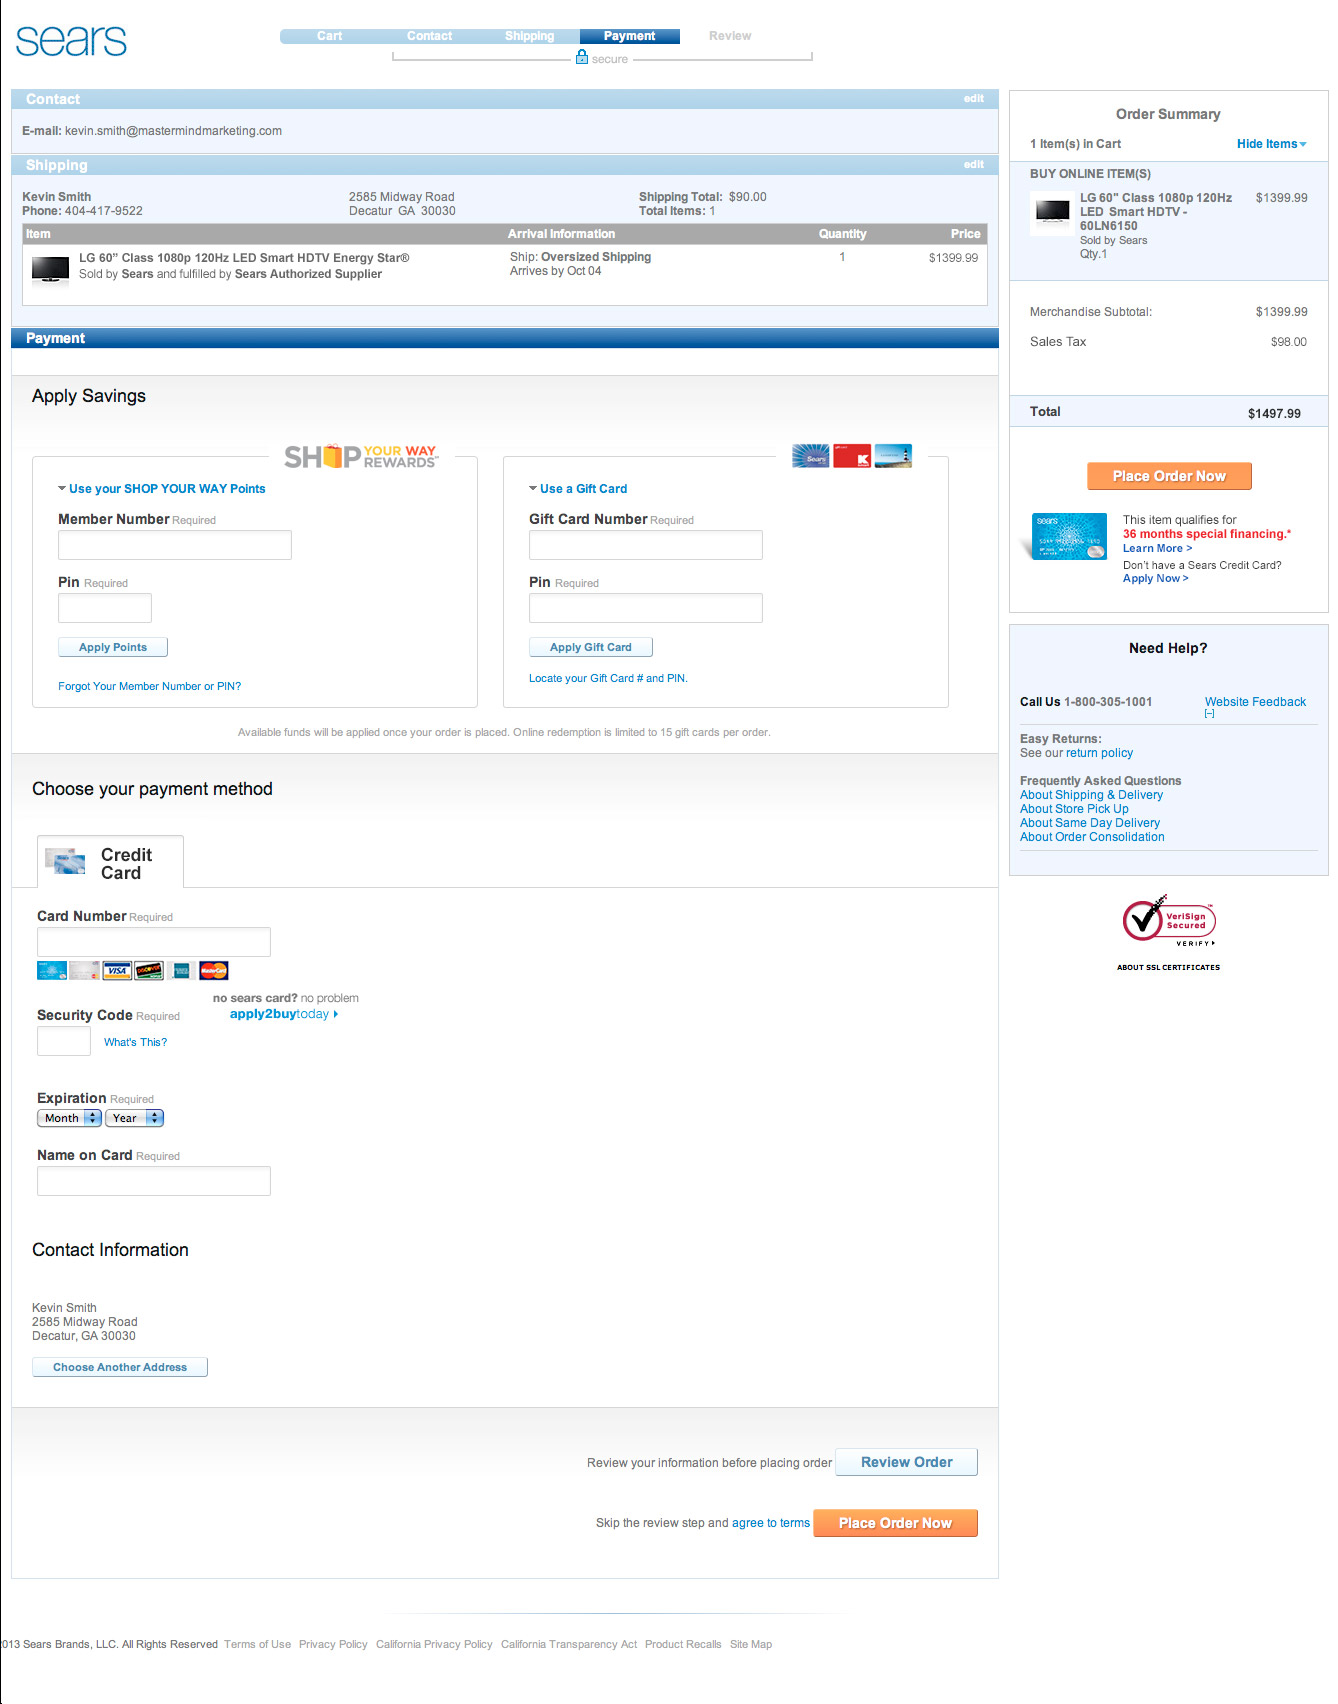 sears
Cart Contact Shipping Payment Review
secure
Contact edit
E-mail: kevin.smith@mastermindmarketing.com
Shipping edit
Kevin Smith 2585 Midway Road Shipping Total: $90.00
Phone: 404-417-9522 Decatur GA 30030 Total Items: 1
Item Arrival Information Quantity Price
LG 60” Class 1080p 120Hz LED Smart HDTV Energy Star® Ship: Oversized Shipping 1 $1399.99
Sold by Sears and fulfilled by Sears Authorized Supplier Arrives by Oct 04
Payment
Apply Savings
SHOP YOUR WAY REWARDS℠
Use your SHOP YOUR WAY Points
Member Number Required
Pin Required
Apply Points
Forgot Your Member Number or PIN?
Sears
K
Use a Gift Card
Gift Card Number Required
Pin Required
Apply Gift Card
Locate your Gift Card # and PIN.
Available funds will be applied once your order is placed. Online redemption is limited to 15 gift cards per order.
Choose your payment method
Credit
Card
Card Number Required
VISA DISCOVER MasterCard
no sears card? no problem
apply2buytoday
Security Code Required
What's This?
Expiration Required
Month Year
Name on Card Required
Contact Information
Kevin Smith
2585 Midway Road
Decatur, GA 30030
Choose Another Address
Review your information before placing order Review Order
Skip the review step and agree to terms Place Order Now
Order Summary
1 Item(s) in Cart Hide Items
BUY ONLINE ITEM(S)
LG 60" Class 1080p 120Hz $1399.99
LED Smart HDTV -
60LN6150
Sold by Sears
Qty.1
Merchandise Subtotal: $1399.99
Sales Tax $98.00
Total $1497.99
Place Order Now
sears
This item qualifies for
36 months special financing.*
Learn More >
Don't have a Sears Credit Card?
Apply Now >
Need Help?
Call Us 1-800-305-1001 Website Feedback
[–]
Easy Returns:
See our return policy
Frequently Asked Questions
About Shipping & Delivery
About Store Pick Up
About Same Day Delivery
About Order Consolidation
VeriSign
Secured
VERIFY
ABOUT SSL CERTIFICATES
2013 Sears Brands, LLC. All Rights Reserved Terms of Use Privacy Policy California Privacy Policy California Transparency Act Product Recalls Site Map